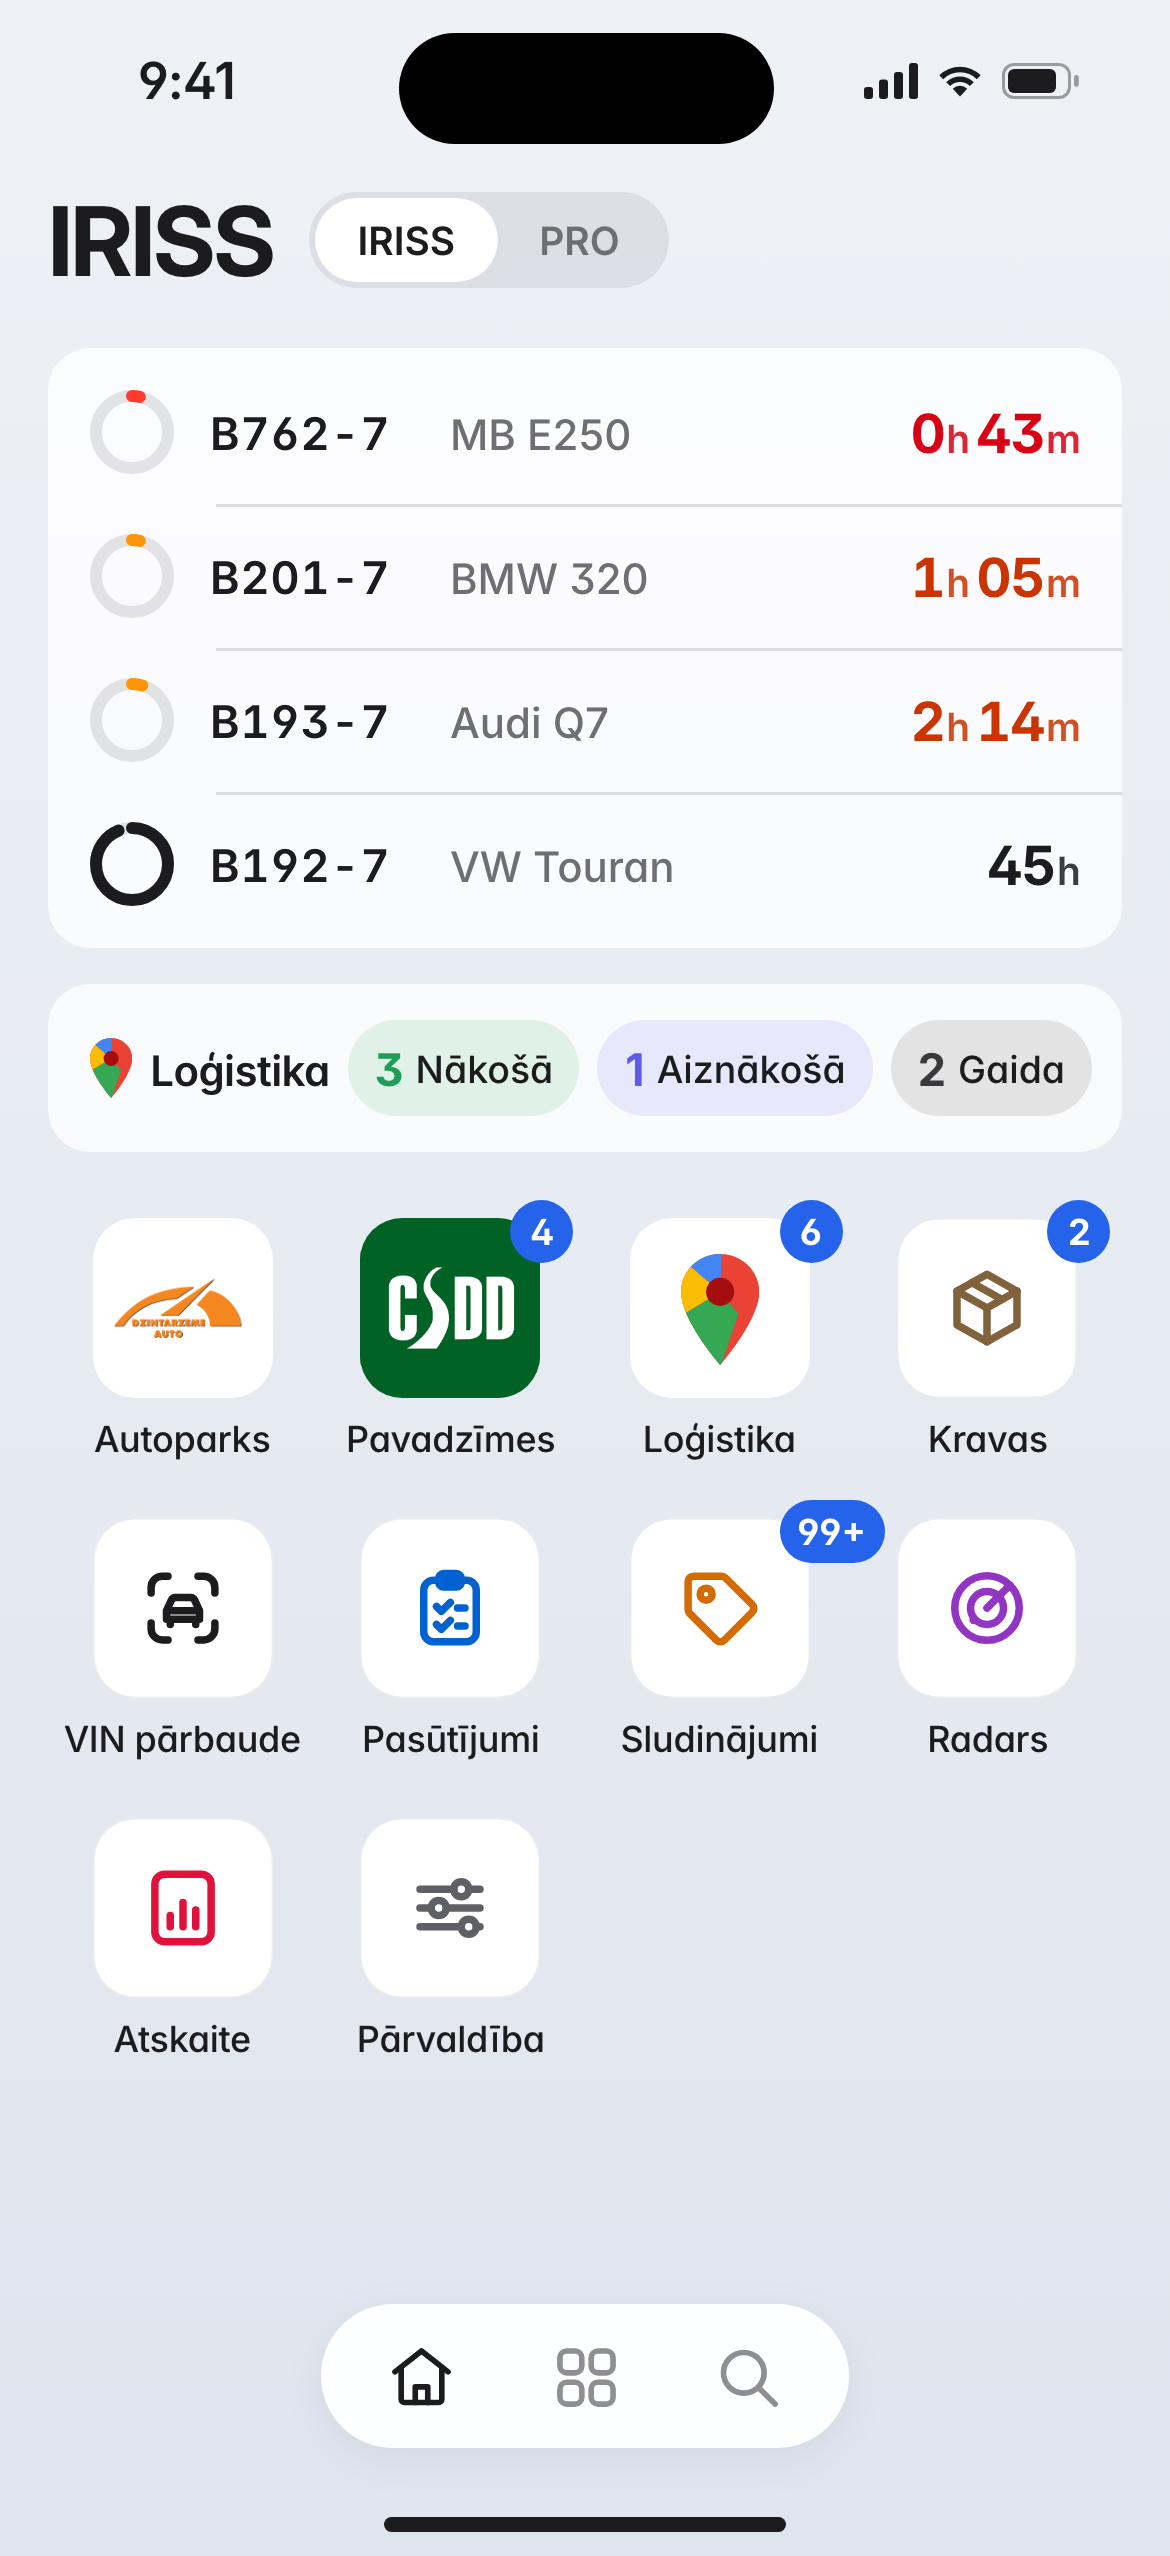 9:41
IRISS IRISS PRO
B762-7 MB E250 0h 43m
B201-7 BMW 320 1h 05m
B193-7 Audi Q7 2h 14m
B192-7 VW Touran 45h
Loģistika 3 Nākošā 1 Aiznākošā 2 Gaida
4 6 2
DZINTARZEME
AUTO
CSDD
Autoparks Pavadzīmes Loģistika Kravas
99+
VIN pārbaude Pasūtījumi Sludinājumi Radars
Atskaite Pārvaldība